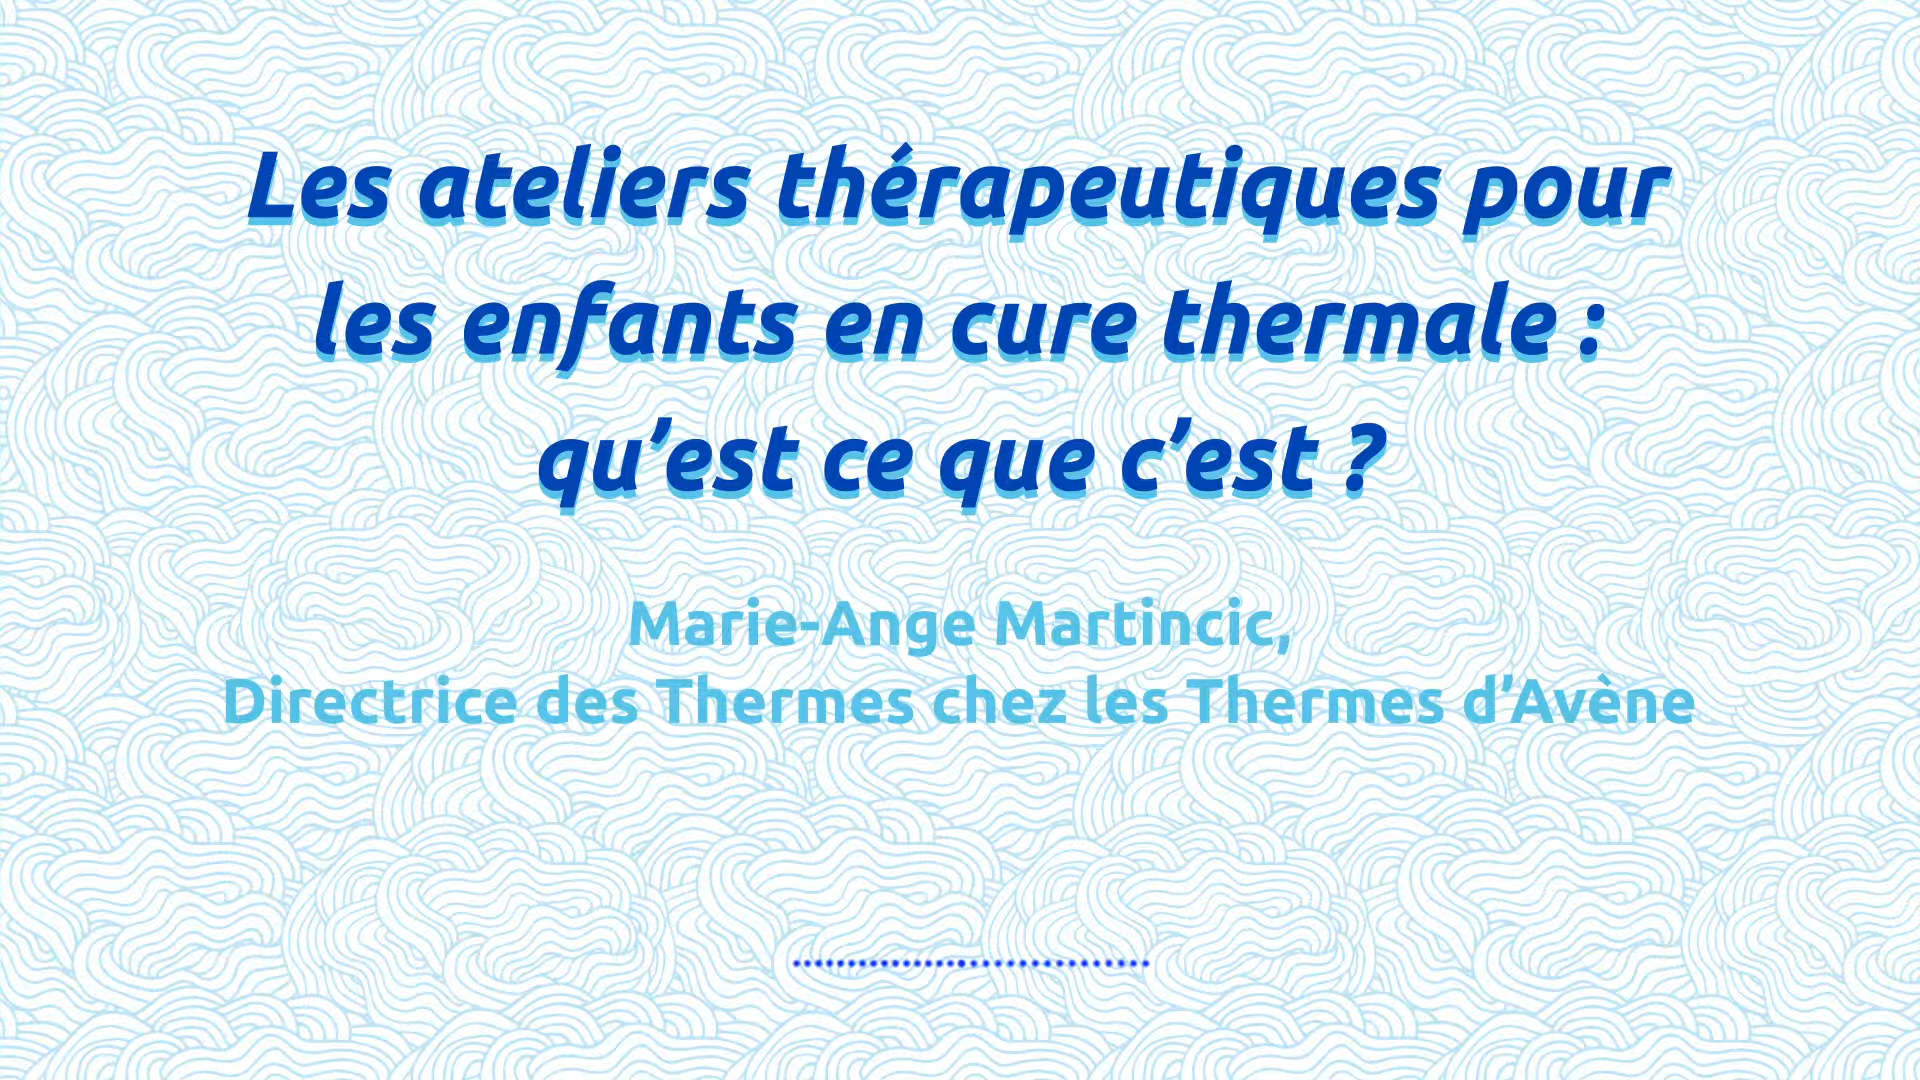 Les ateliers thérapeutiques pour
les enfants en cure thermale :
qu’est ce que c’est ?
Marie-Ange Martincic,
Directrice des Thermes chez les Thermes d’Avène